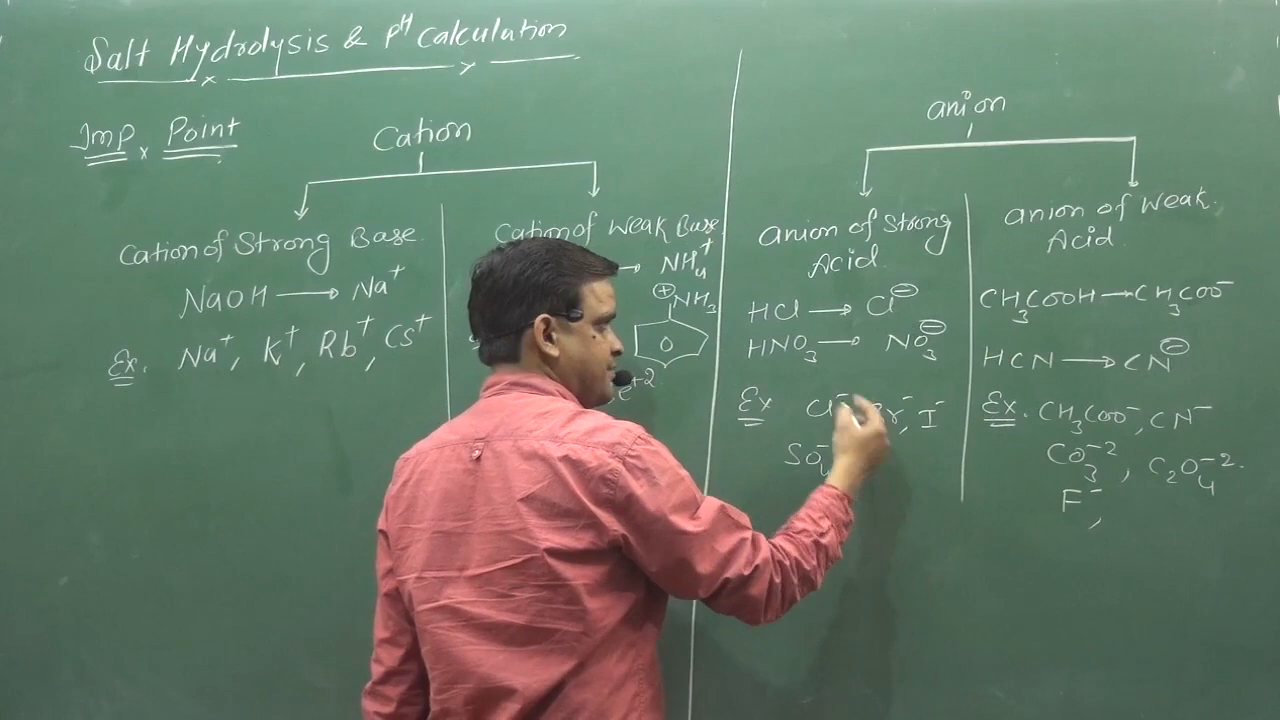 Salt Hydrolysis & pH calculation
Imp Point
Cation
Cation of Strong Base.
NaOH → Na⁺
Ex. Na⁺, K⁺, Rb⁺, Cs⁺
Cation of Weak Base
→ NH₄⁺
⊕NH₃
anion
anion of Strong
Acid
HCl → Cl⊖
HNO₃ → NO₃⊖
Ex Cl⁻ Br⁻, I⁻
SO₄⁻
anion of Weak.
Acid
CH₃COOH → CH₃COO⁻
HCN → CN⊖
Ex. CH₃COO⁻, CN⁻
CO₃⁻², C₂O₄⁻².
F⁻,